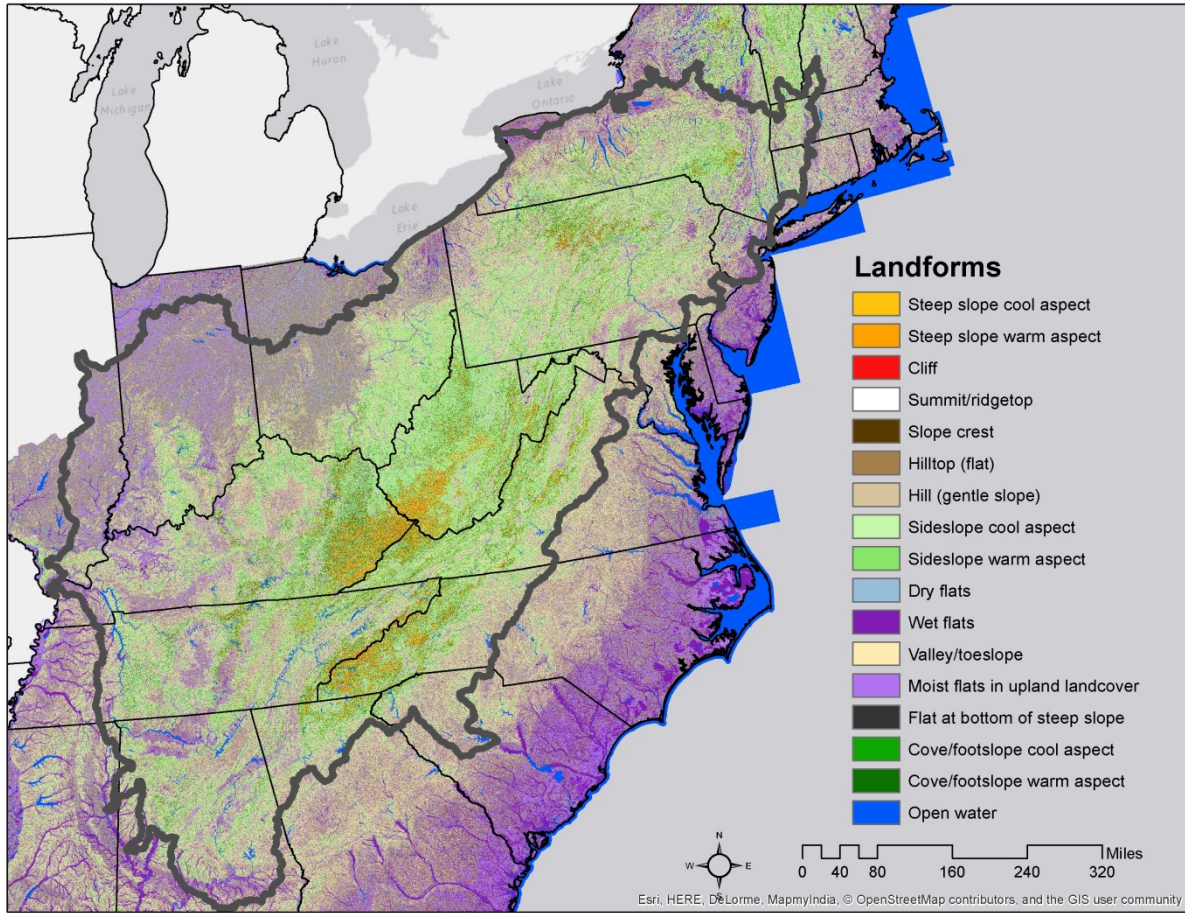 Lake
Huron
Lake
Michigan
Lake
Ontario
Lake
Erie
Landforms
Steep slope cool aspect
Steep slope warm aspect
Cliff
Summit/ridgetop
Slope crest
Hilltop (flat)
Hill (gentle slope)
Sideslope cool aspect
Sideslope warm aspect
Dry flats
Wet flats
Valley/toeslope
Moist flats in upland landcover
Flat at bottom of steep slope
Cove/footslope cool aspect
Cove/footslope warm aspect
Open water
N
W E
S
Miles
0 20 40 80 160 240 320
Esri, HERE, DeLorme, MapmyIndia, © OpenStreetMap contributors, and the GIS user community